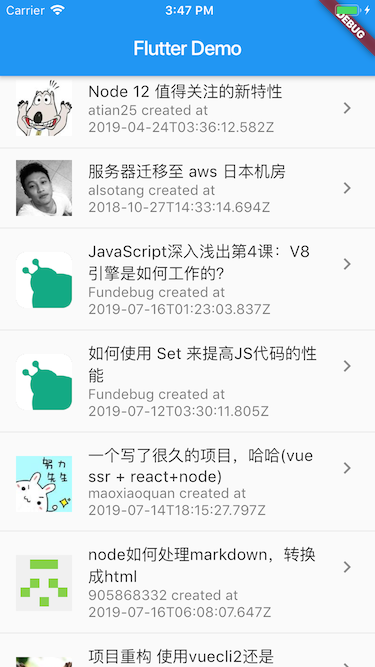 Carrier
3:47 PM
DEBUG
Flutter Demo
Node 12 值得关注的新特性
atian25 created at
2019-04-24T03:36:12.582Z
服务器迁移至 aws 日本机房
alsotang created at
2018-10-27T14:33:14.694Z
JavaScript深入浅出第4课：V8
引擎是如何工作的?
Fundebug created at
2019-07-16T01:23:03.837Z
如何使用 Set 来提高JS代码的性
能
Fundebug created at
2019-07-12T03:30:11.805Z
努力
先生
一个写了很久的项目，哈哈(vue
ssr + react+node)
maoxiaoquan created at
2019-07-14T18:15:27.797Z
node如何处理markdown，转换
成html
905868332 created at
2019-07-16T06:08:07.647Z
项目重构 使用vuecli2还是